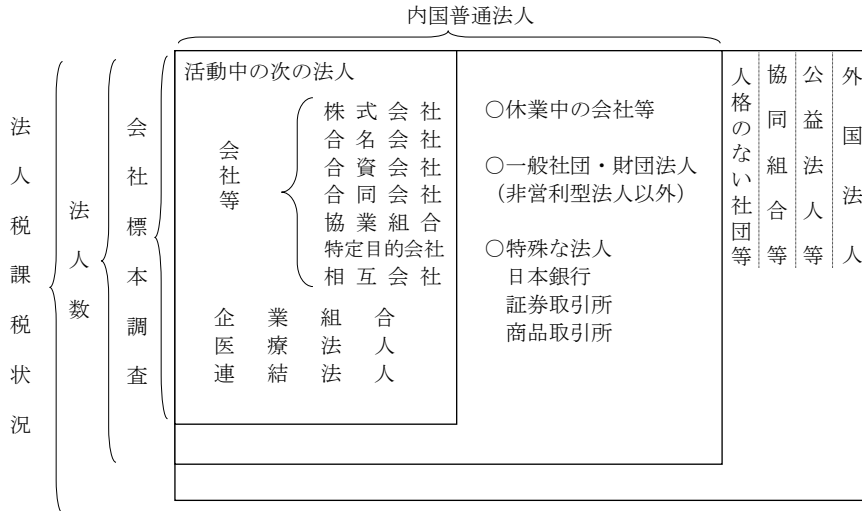 内国普通法人
法人税課税状況
法人数
会社標本調査
活動中の次の法人
会社等
株式会社
合名会社
合資会社
合同会社
協業組合
特定目的会社
相互会社
企業組合
医療法人
連結法人
○休業中の会社等
○一般社団・財団法人
(非営利型法人以外)
○特殊な法人
日本銀行
証券取引所
商品取引所
人格のない社団等
協同組合等
公益法人等
外国法人